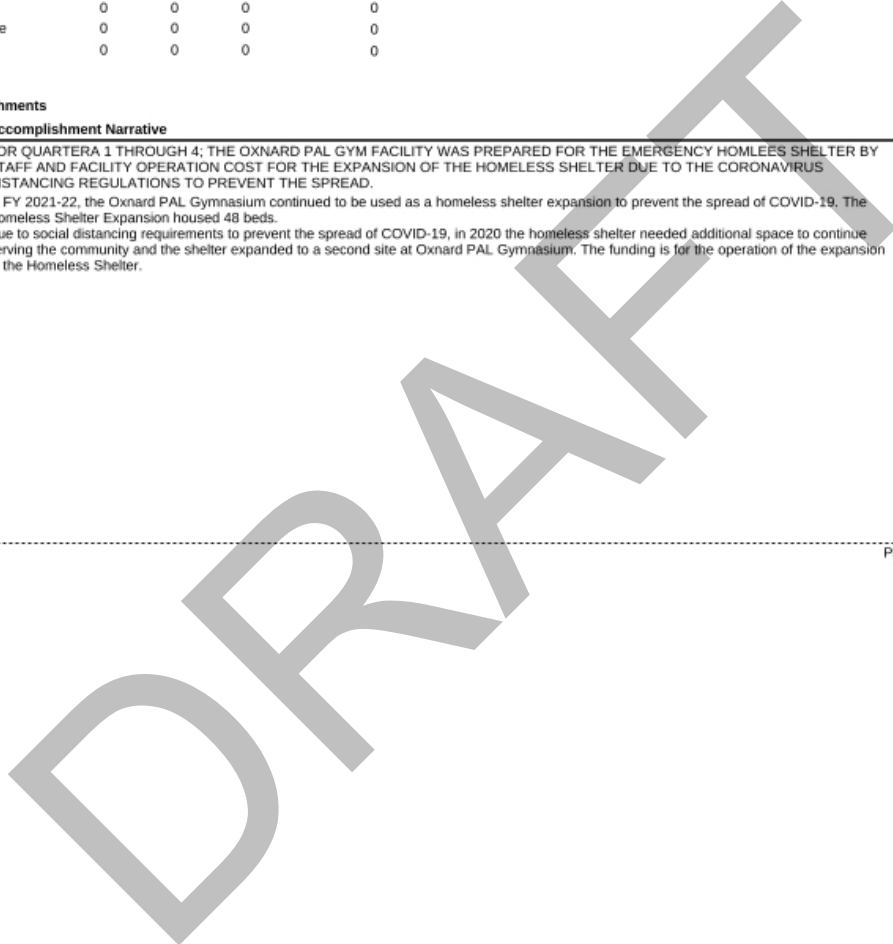 0 0 0 0
e 0 0 0 0
0 0 0 0
nments
ccomplishment Narrative
OR QUARTERA 1 THROUGH 4; THE OXNARD PAL GYM FACILITY WAS PREPARED FOR THE EMERGENCY HOMLEES SHELTER BY
TAFF AND FACILITY OPERATION COST FOR THE EXPANSION OF THE HOMELESS SHELTER DUE TO THE CORONAVIRUS
ISTANCING REGULATIONS TO PREVENT THE SPREAD.
FY 2021-22, the Oxnard PAL Gymnasium continued to be used as a homeless shelter expansion to prevent the spread of COVID-19. The
omeless Shelter Expansion housed 48 beds.
ue to social distancing requirements to prevent the spread of COVID-19, in 2020 the homeless shelter needed additional space to continue
erving the community and the shelter expanded to a second site at Oxnard PAL Gymnasium. The funding is for the operation of the expansion
the Homeless Shelter.
P
DRAFT